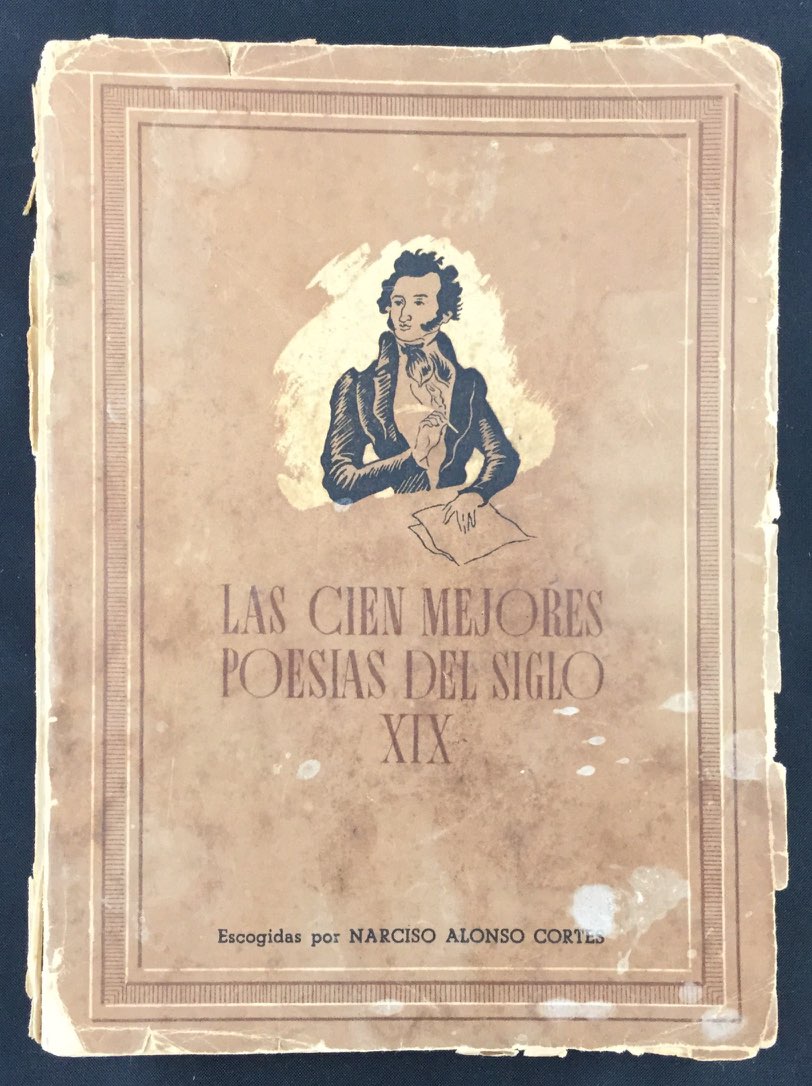 LAS CIEN MEJORES
POESIAS DEL SIGLO
XIX
Escogidas por NARCISO ALONSO CORTES